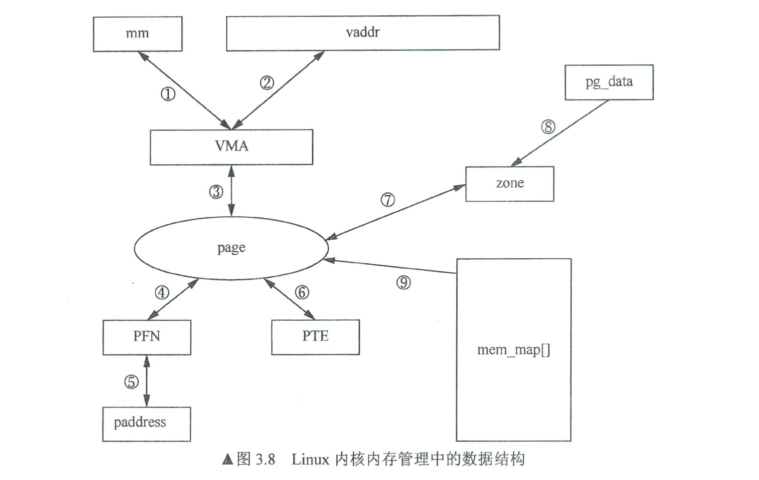 mm
vaddr
pg_data
①
②
⑧
VMA
zone
③
⑦
page
④
⑥
⑨
PFN
PTE
mem_map[]
⑤
paddress
▲图 3.8 Linux 内核内存管理中的数据结构